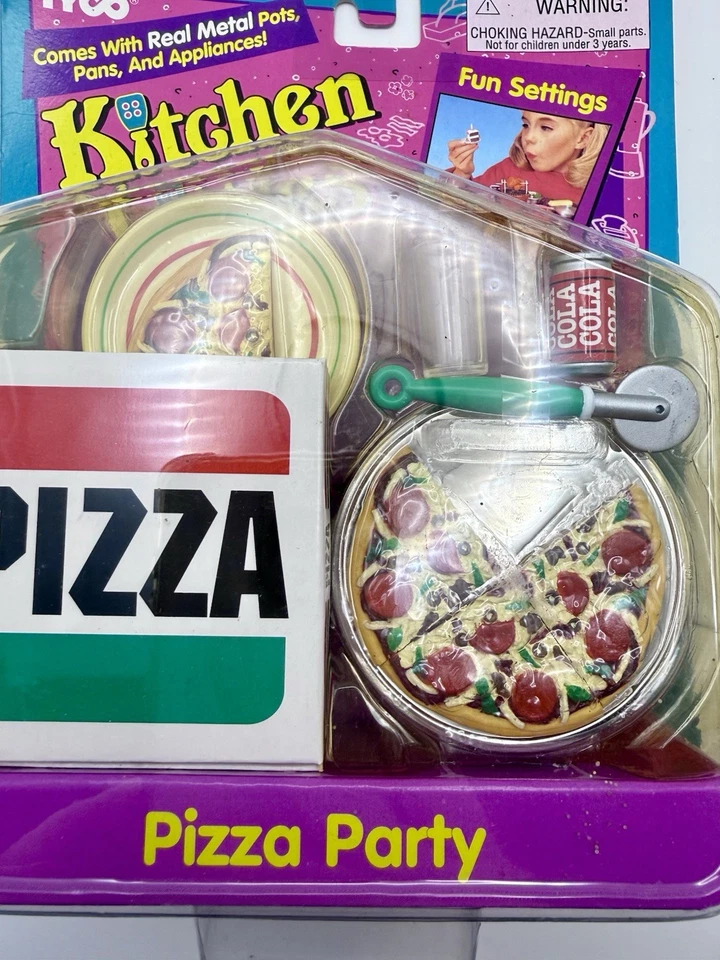 TYCO
WARNING:
CHOKING HAZARD-Small parts.
Not for children under 3 years.
Comes With Real Metal Pots,
Pans, And Appliances!
Kitchen
Fun Settings
COLA
COLA
COLA
PIZZA
Pizza Party